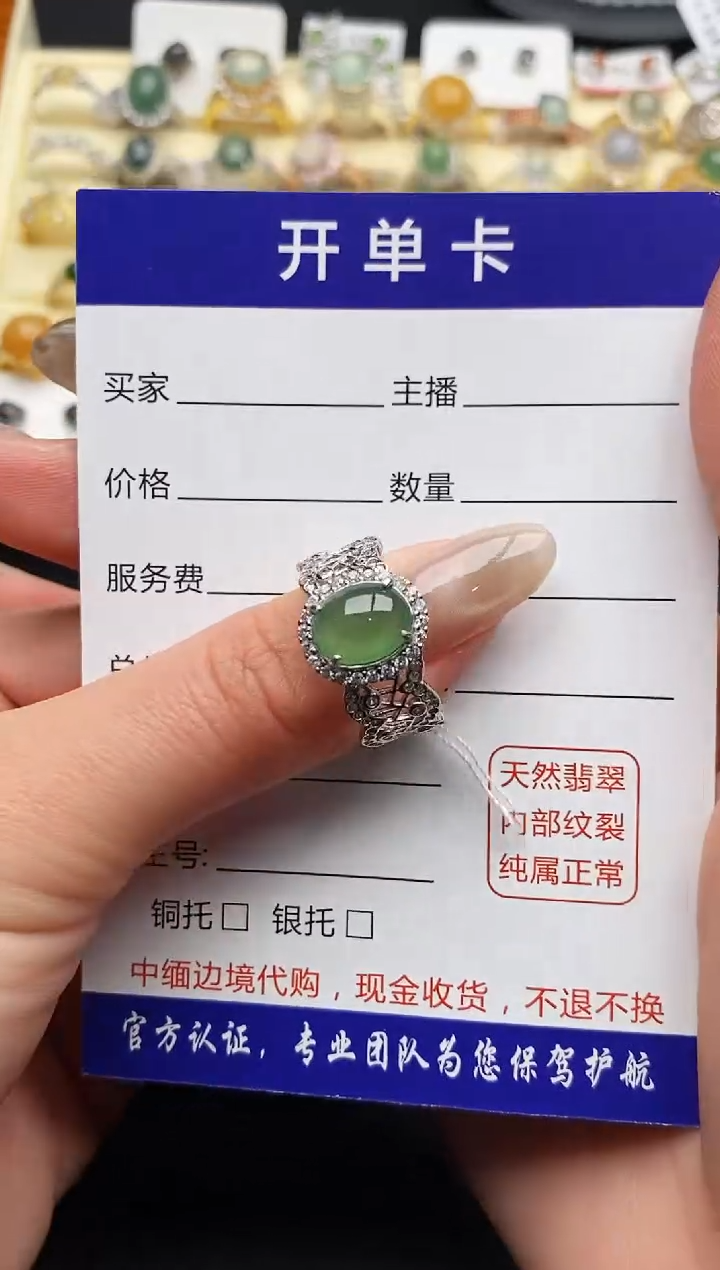 开单卡
买家 主播
价格 数量
服务费
天然翡翠
内部纹裂
纯属正常
号:
铜托□ 银托□
中缅边境代购，现金收货，不退不换
官方认证，专业团队为您保驾护航